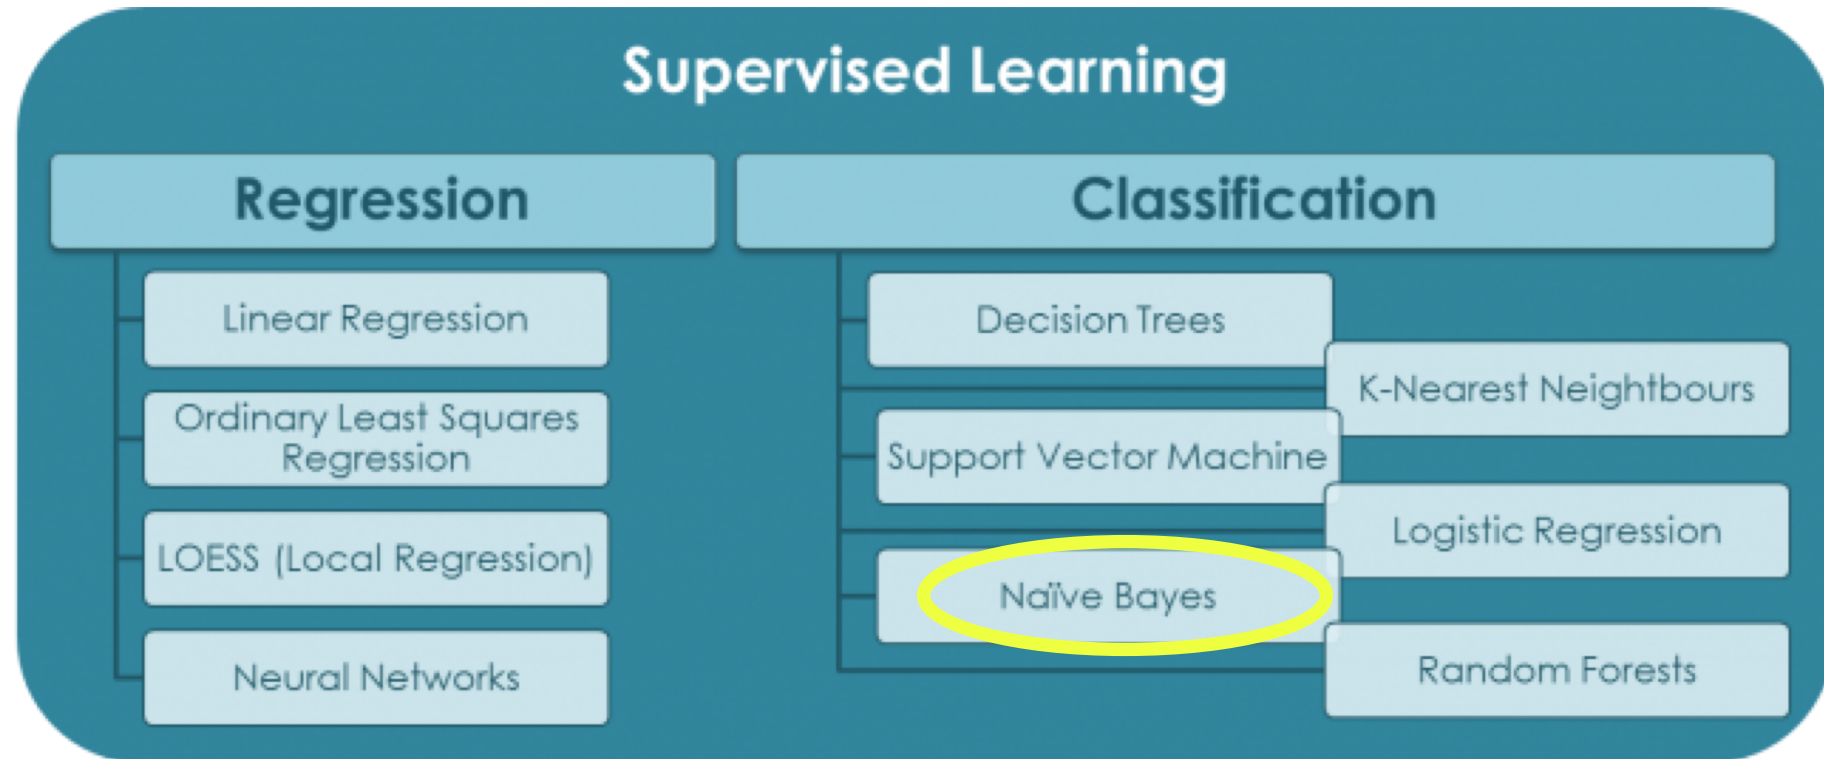 Supervised Learning
Regression
Linear Regression
Ordinary Least Squares
Regression
LOESS (Local Regression)
Neural Networks
Classification
Decision Trees
K-Nearest Neightbours
Support Vector Machine
Logistic Regression
Naïve Bayes
Random Forests